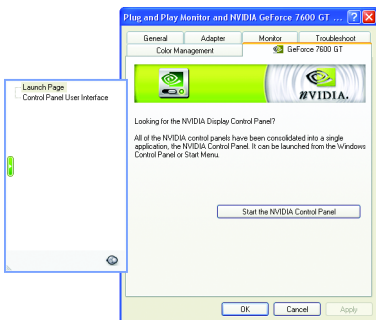 Plug and Play Monitor and NVIDIA GeForce 7600 GT ...
General
Adapter
Monitor
Troubleshoot
Color Management
GeForce 7600 GT
Launch Page
Control Panel User Interface
NVIDIA.
Looking for the NVIDIA Display Control Panel?
All of the NVIDIA control panels have been consolidated into a single
application, the NVIDIA Control Panel. It can be launched from the Windows
Control Panel or Start Menu.
Start the NVIDIA Control Panel
OK
Cancel
Apply